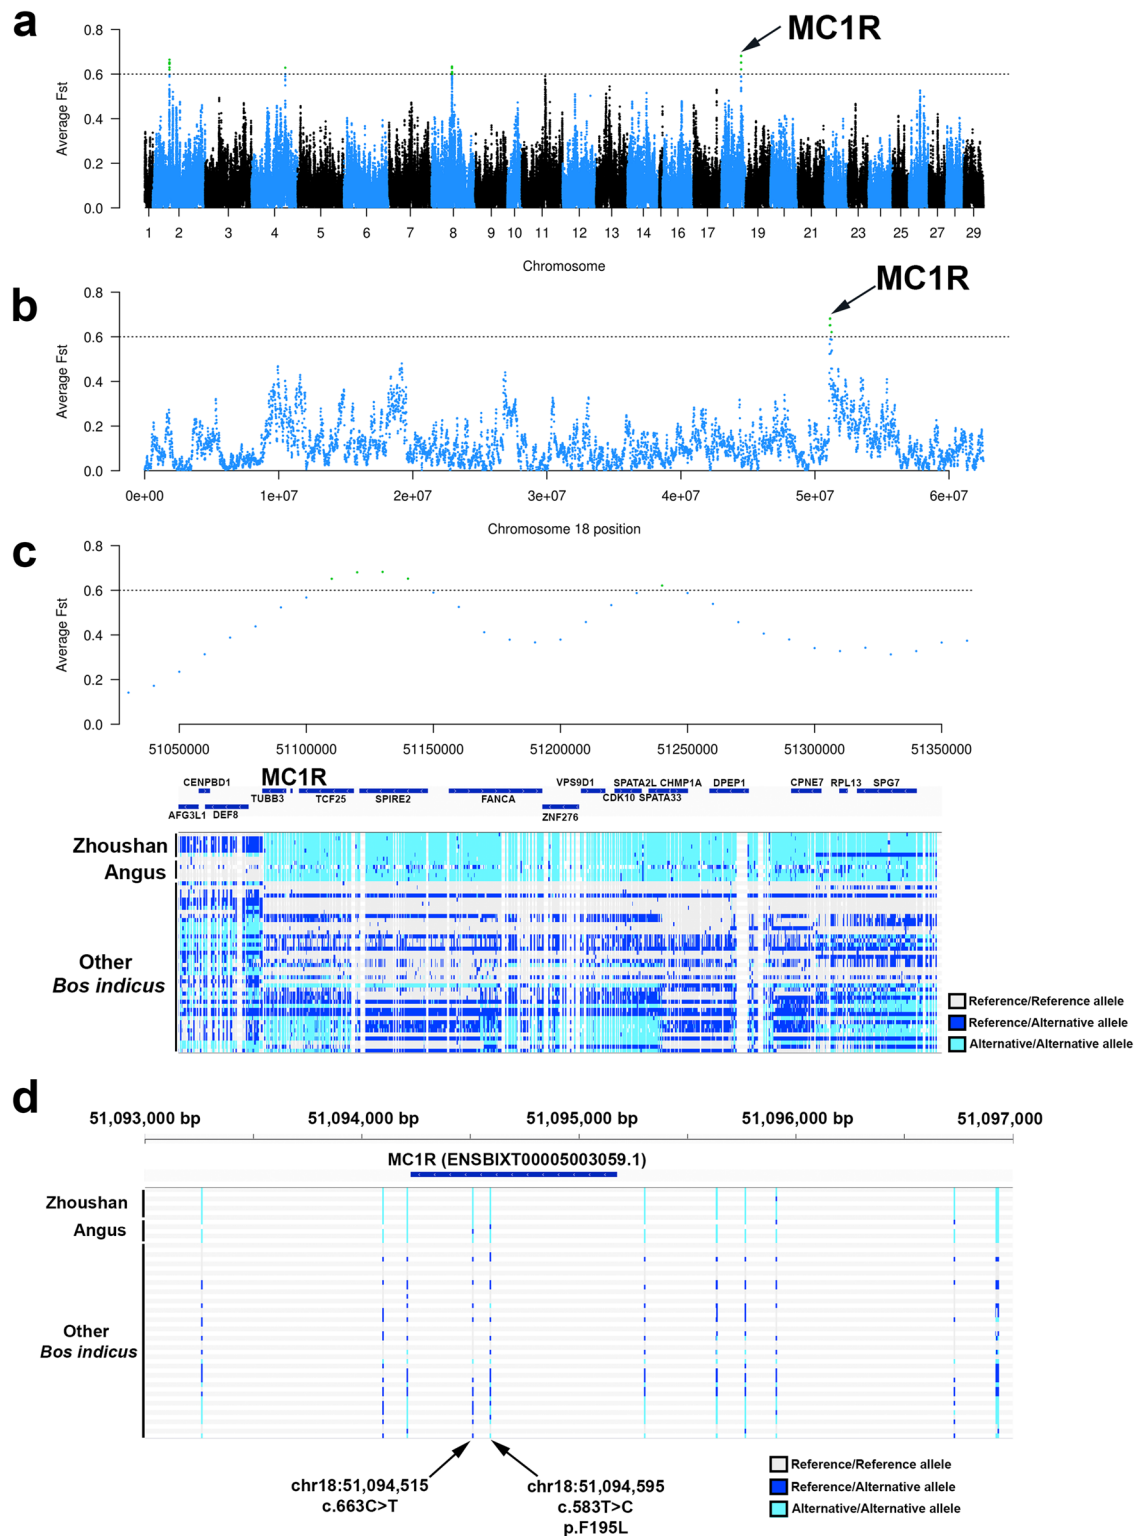 a
MC1R
0.8
0.6
0.4
0.2
0.0
Average Fst
1 2 3 4 5 6 7 8 9 10 11 12 13 14 16 17 19 21 23 25 27 29
Chromosome
b
MC1R
0.8
0.6
0.4
0.2
0.0
Average Fst
0e+00 1e+07 2e+07 3e+07 4e+07 5e+07 6e+07
Chromosome 18 position
c
0.8
0.6
0.4
0.2
0.0
Average Fst
51050000 51100000 51150000 51200000 51250000 51300000 51350000
CENPBD1 MC1R VPS9D1 SPATA2L CHMP1A DPEP1 CPNE7 RPL13 SPG7
TUBB3 TCF25 SPIRE2 FANCA CDK10 SPATA33
AFG3L1 DEF8 ZNF276
Zhoushan
Angus
Other
Bos indicus
Reference/Reference allele
Reference/Alternative allele
Alternative/Alternative allele
d
51,093,000 bp 51,094,000 bp 51,095,000 bp 51,096,000 bp 51,097,000
MC1R (ENSBIXT00005003059.1)
Zhoushan
Angus
Other
Bos indicus
chr18:51,094,515
c.663C>T
chr18:51,094,595
c.583T>C
p.F195L
Reference/Reference allele
Reference/Alternative allele
Alternative/Alternative allele